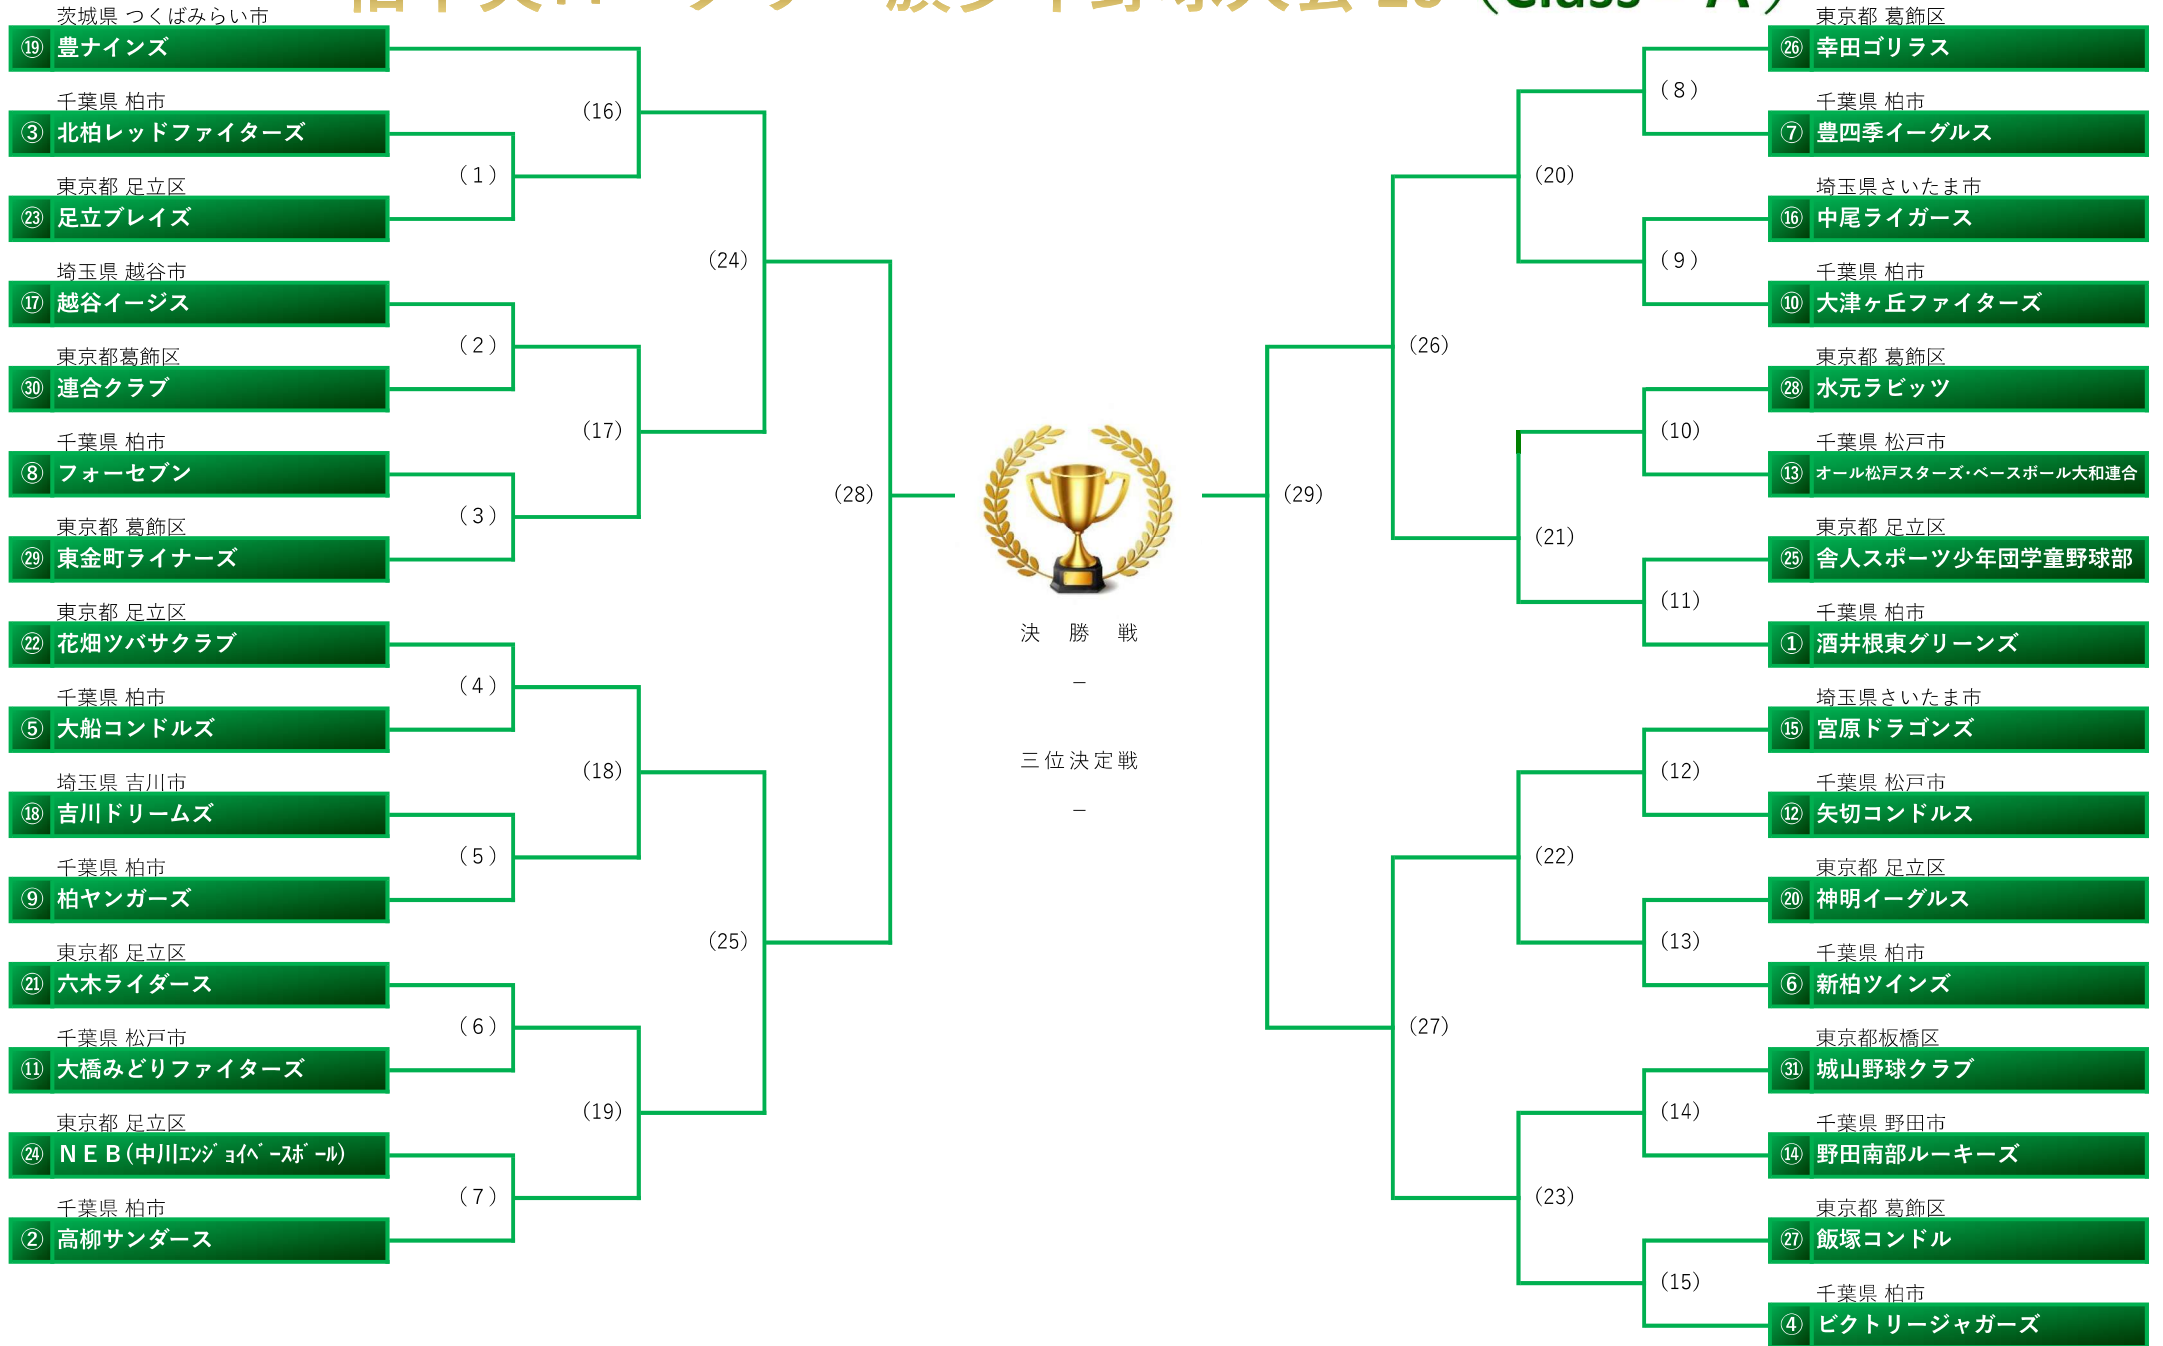 (Class A)
茨城県 つくばみらい市
⑲ 豊ナインズ
千葉県 柏市
③ 北柏レッドファイターズ
東京都 足立区
㉓ 足立ブレイズ
埼玉県 越谷市
⑰ 越谷イージス
東京都葛飾区
㉚ 連合クラブ
千葉県 柏市
⑧ フォーセブン
東京都 葛飾区
㉙ 東金町ライナーズ
東京都 足立区
㉒ 花畑ツバサクラブ
千葉県 柏市
⑤ 大船コンドルズ
埼玉県 吉川市
⑱ 吉川ドリームズ
千葉県 柏市
⑨ 柏ヤンガーズ
東京都 足立区
㉑ 六木ライダース
千葉県 松戸市
⑪ 大橋みどりファイターズ
東京都 足立区
㉔ ＮＥＢ(中川ｴﾝｼﾞｮｲﾍﾞｰｽﾎﾞｰﾙ)
千葉県 柏市
② 高柳サンダース
(1)
(2)
(3)
(4)
(5)
(6)
(7)
(16)
(17)
(18)
(19)
(24)
(25)
(28)
決勝戦
－
三位決定戦
－
(29)
(26)
(27)
(20)
(21)
(22)
(23)
(8)
(9)
(10)
(11)
(12)
(13)
(14)
(15)
東京都 葛飾区
㉖ 幸田ゴリラス
千葉県 柏市
⑦ 豊四季イーグルス
埼玉県さいたま市
⑯ 中尾ライガース
千葉県 柏市
⑩ 大津ヶ丘ファイターズ
東京都 葛飾区
㉘ 水元ラビッツ
千葉県 松戸市
⑬ オール松戸スターズ･ベースボール大和連合
東京都 足立区
㉕ 舎人スポーツ少年団学童野球部
千葉県 柏市
① 酒井根東グリーンズ
埼玉県さいたま市
⑮ 宮原ドラゴンズ
千葉県 松戸市
⑫ 矢切コンドルス
東京都 足立区
⑳ 神明イーグルス
千葉県 柏市
⑥ 新柏ツインズ
東京都板橋区
㉛ 城山野球クラブ
千葉県 野田市
⑭ 野田南部ルーキーズ
東京都 葛飾区
㉗ 飯塚コンドル
千葉県 柏市
④ ビクトリージャガーズ